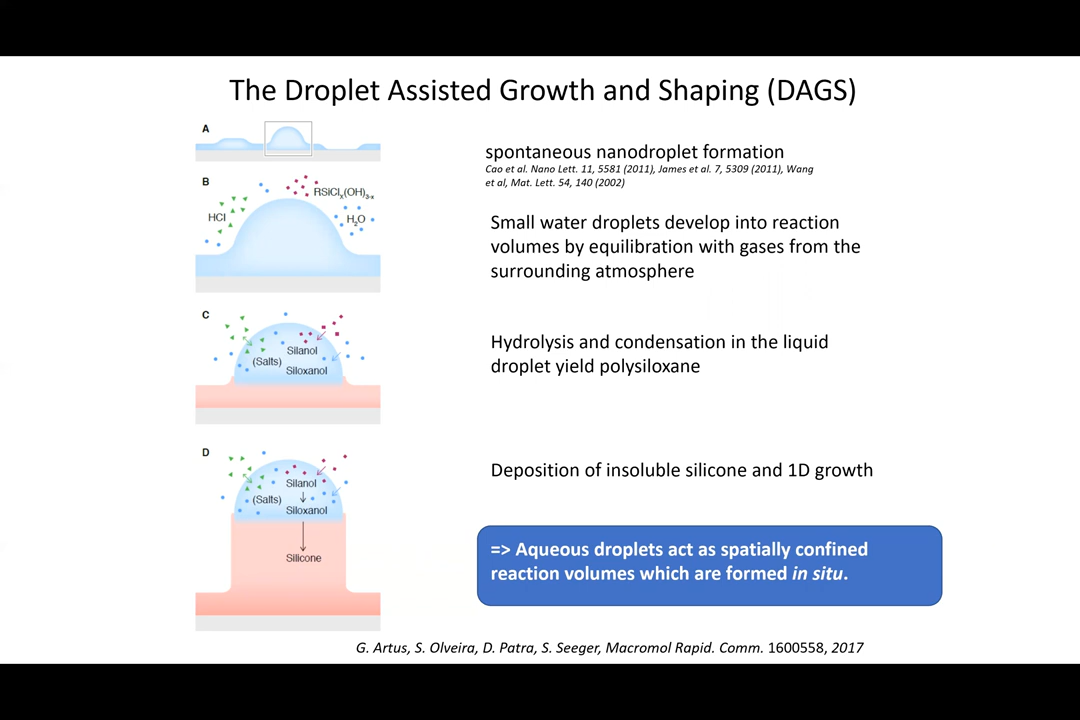 The Droplet Assisted Growth and Shaping (DAGS)
A
spontaneous nanodroplet formation
Cao et al. Nano Lett. 11, 5581 (2011), James et al. 7, 5309 (2011), Wang
et al, Mat. Lett. 54, 140 (2002)
B
RSiClx(OH)3-x
HCl
H2O
Small water droplets develop into reaction
volumes by equilibration with gases from the
surrounding atmosphere
C
Silanol
(Salts)
Siloxanol
Hydrolysis and condensation in the liquid
droplet yield polysiloxane
D
Silanol
(Salts)
Siloxanol
Silicone
Deposition of insoluble silicone and 1D growth
=> Aqueous droplets act as spatially confined
reaction volumes which are formed in situ.
G. Artus, S. Olveira, D. Patra, S. Seeger, Macromol Rapid. Comm. 1600558, 2017